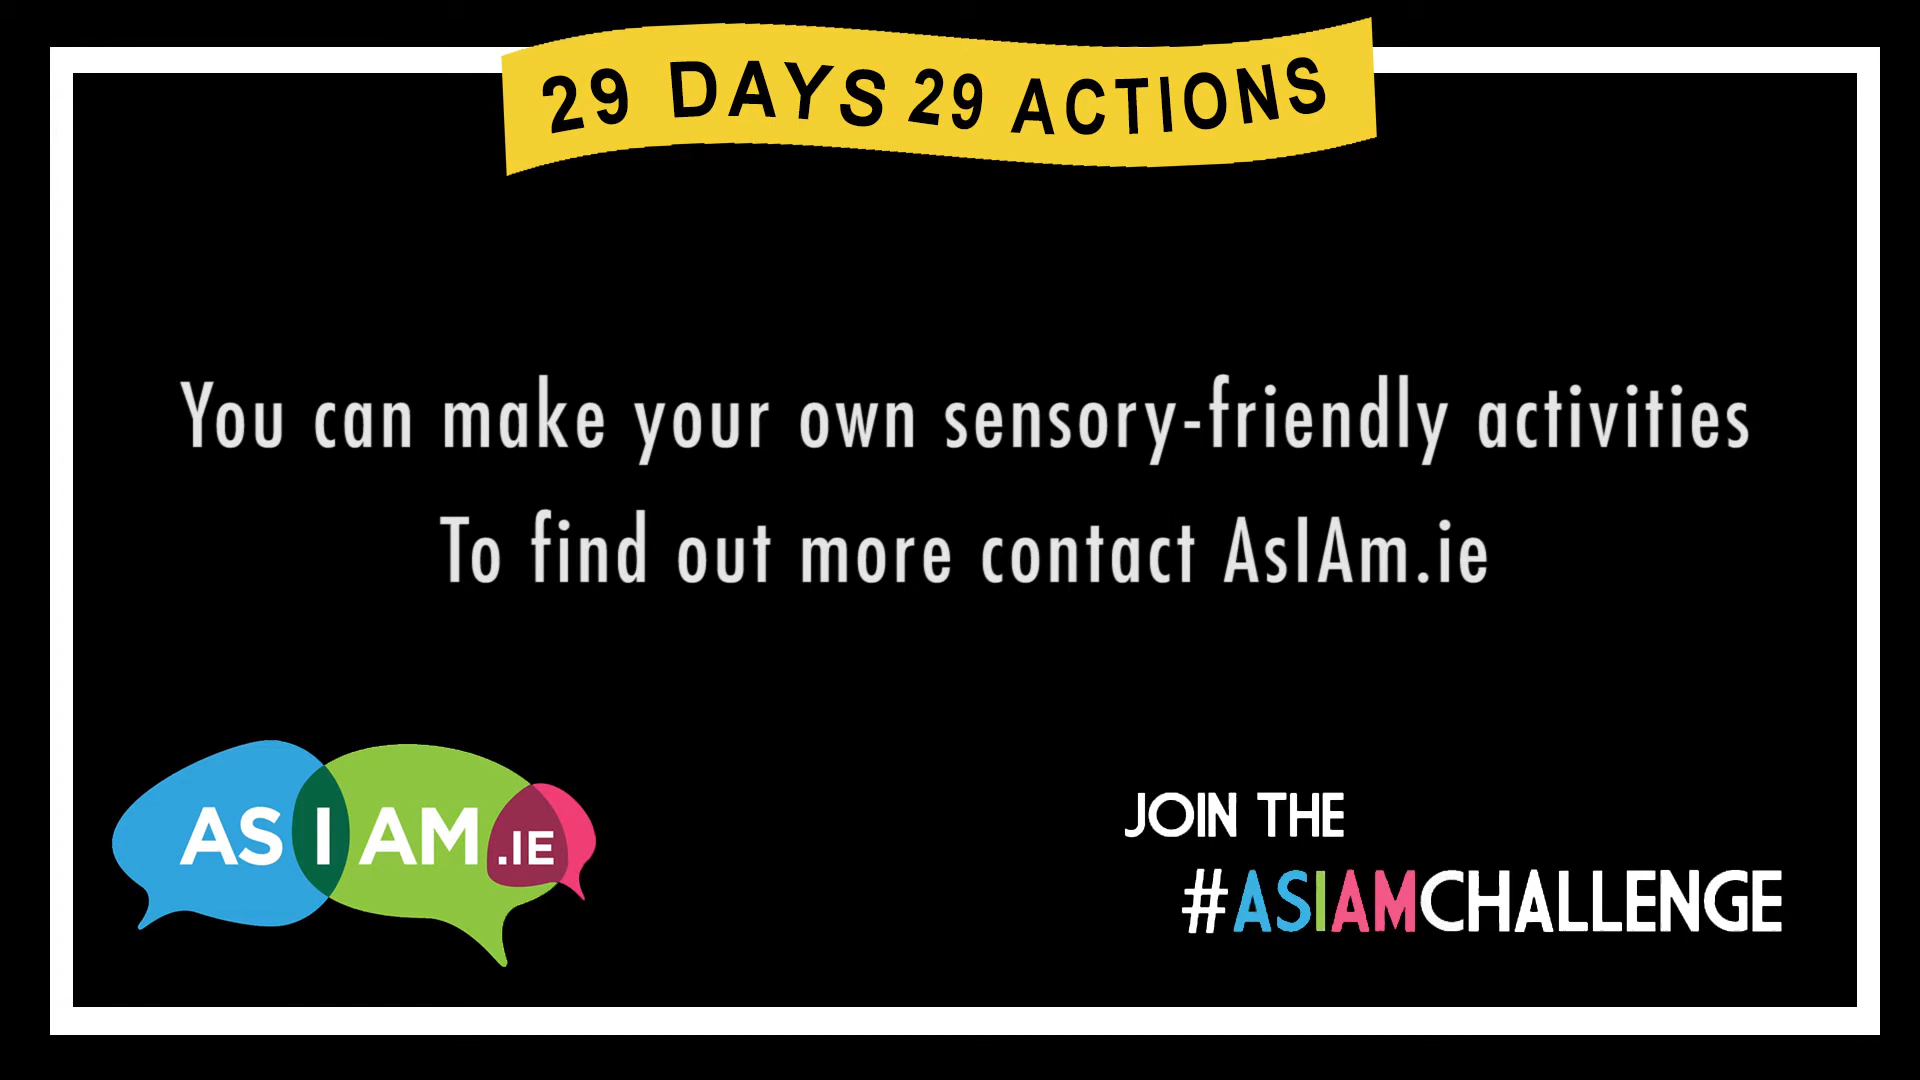 29 DAYS 29 ACTIONS
You can make your own sensory-friendly activities
To find out more contact AsIAm.ie
AS I AM .IE
JOIN THE
#ASIAMCHALLENGE